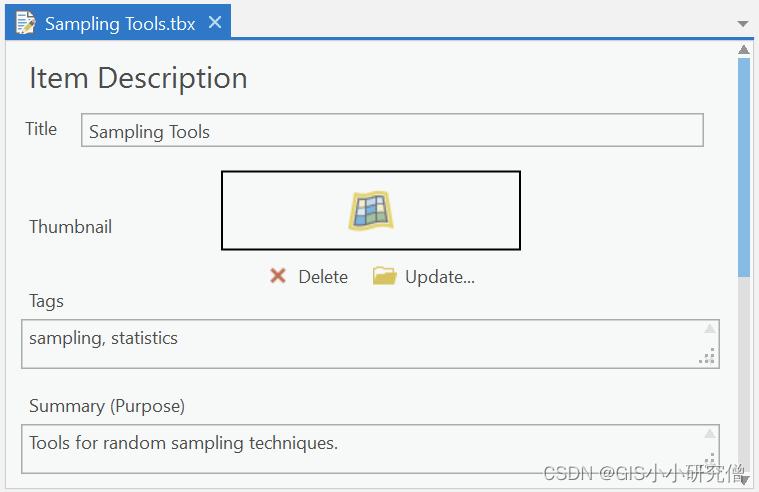 Sampling Tools.tbx
Item Description
Title
Sampling Tools
Thumbnail
Delete
Update...
Tags
sampling, statistics
Summary (Purpose)
Tools for random sampling techniques.
CSDN @GIS小小研究僧